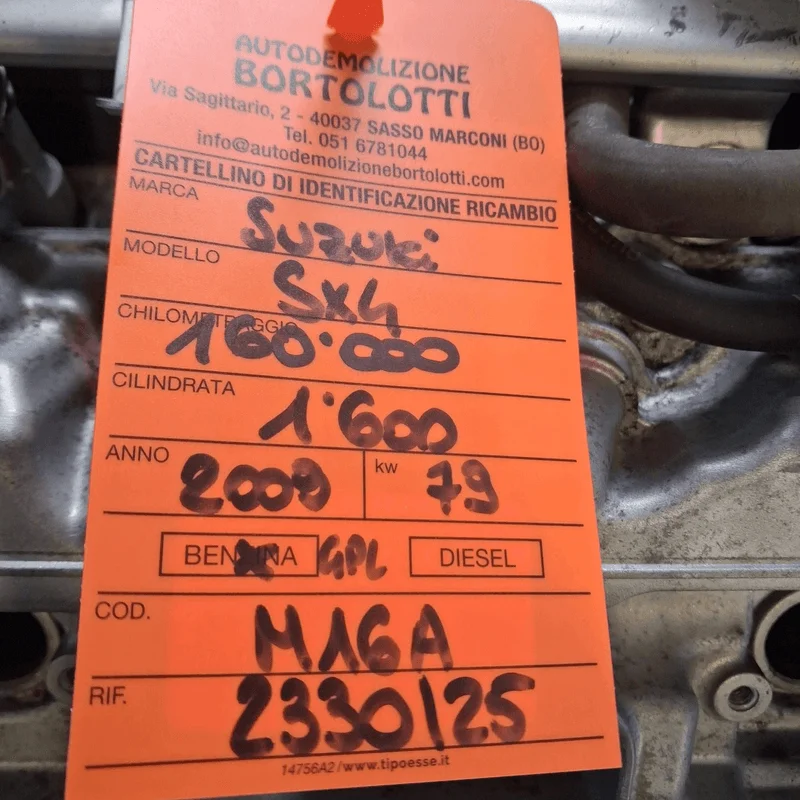 AUTODEMOLIZIONE
BORTOLOTTI
Via Sagittario, 2 - 40037 SASSO MARCONI (BO)
Tel. 051 6781044
info@autodemolizionebortolotti.com
CARTELLINO DI IDENTIFICAZIONE RICAMBIO
MARCA Suzuki
MODELLO SX4
CHILOMETRAGGIO 160.000
CILINDRATA 1.600
ANNO 2009 kw 79
BENZINA GPL DIESEL
COD. M16A
RIF. 2330/25
14756A2/www.tipoesse.it